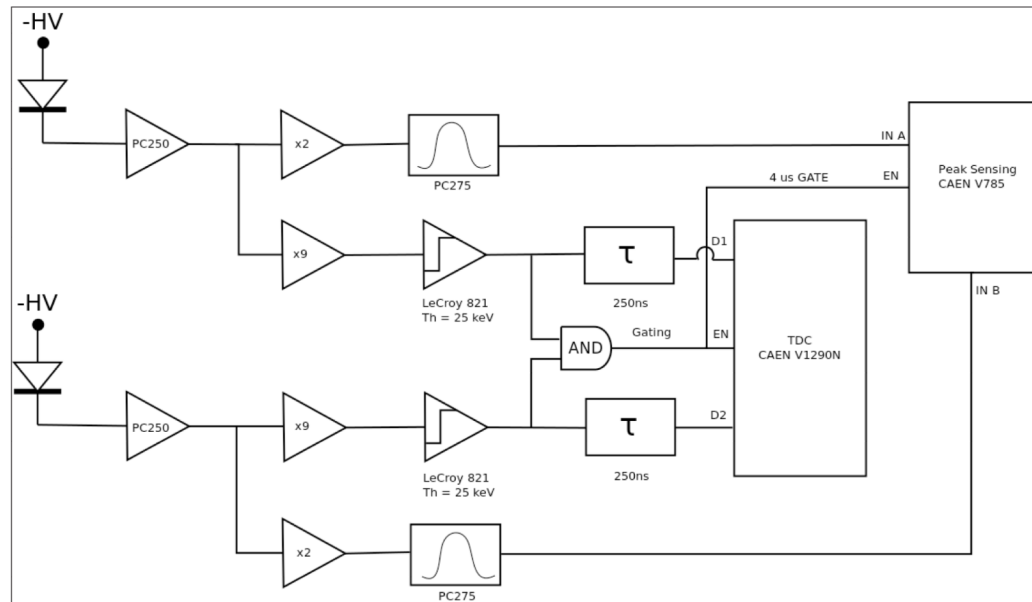 -HV
PC250
x2
PC275
IN A
EN
4 us GATE
Peak Sensing
CAEN V785
x9
LeCroy 821
Th = 25 keV
τ
250ns
D1
IN B
-HV
AND
Gating
EN
TDC
CAEN V1290N
PC250
x9
LeCroy 821
Th = 25 keV
τ
250ns
D2
x2
PC275